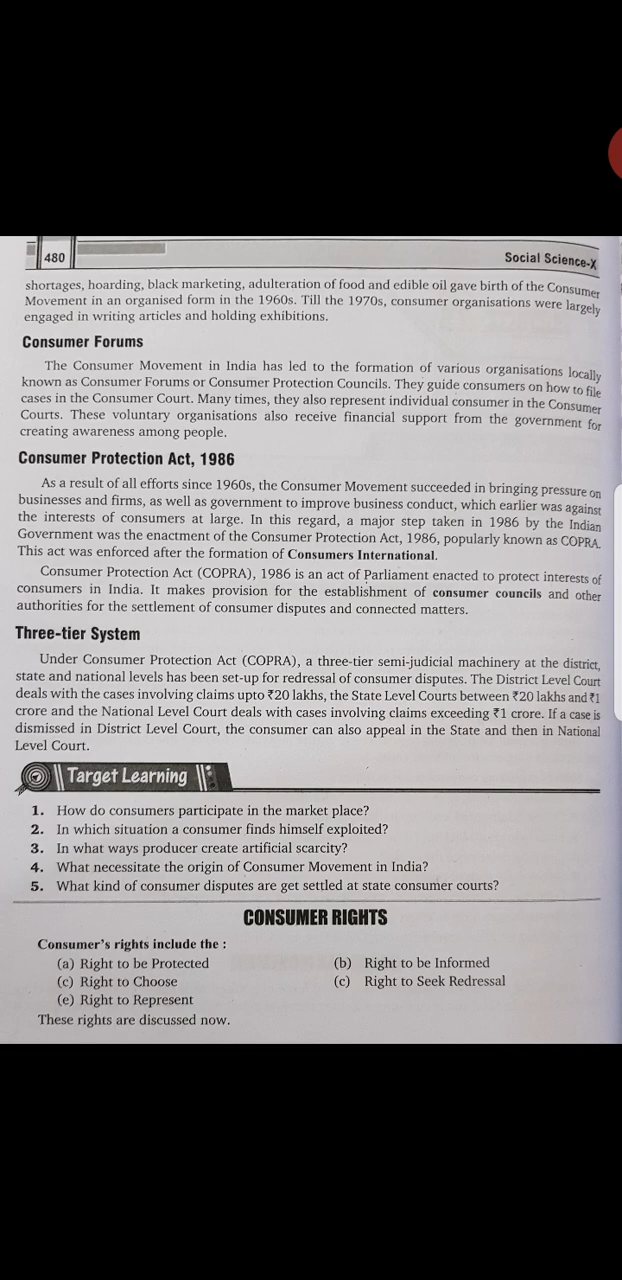 480
Social Science-X
shortages, hoarding, black marketing, adulteration of food and edible oil gave birth of the Consumer
Movement in an organised form in the 1960s. Till the 1970s, consumer organisations were largely
engaged in writing articles and holding exhibitions.
Consumer Forums
The Consumer Movement in India has led to the formation of various organisations locally
known as Consumer Forums or Consumer Protection Councils. They guide consumers on how to file
cases in the Consumer Court. Many times, they also represent individual consumer in the Consumer
Courts. These voluntary organisations also receive financial support from the government for
creating awareness among people.
Consumer Protection Act, 1986
As a result of all efforts since 1960s, the Consumer Movement succeeded in bringing pressure on
businesses and firms, as well as government to improve business conduct, which earlier was against
the interests of consumers at large. In this regard, a major step taken in 1986 by the Indian
Government was the enactment of the Consumer Protection Act, 1986, popularly known as COPRA.
This act was enforced after the formation of Consumers International.
Consumer Protection Act (COPRA), 1986 is an act of Parliament enacted to protect interests of
consumers in India. It makes provision for the establishment of consumer councils and other
authorities for the settlement of consumer disputes and connected matters.
Three-tier System
Under Consumer Protection Act (COPRA), a three-tier semi-judicial machinery at the district,
state and national levels has been set-up for redressal of consumer disputes. The District Level Court
deals with the cases involving claims upto ₹20 lakhs, the State Level Courts between ₹20 lakhs and ₹1
crore and the National Level Court deals with cases involving claims exceeding ₹1 crore. If a case is
dismissed in District Level Court, the consumer can also appeal in the State and then in National
Level Court.
Target Learning
1. How do consumers participate in the market place?
2. In which situation a consumer finds himself exploited?
3. In what ways producer create artificial scarcity?
4. What necessitate the origin of Consumer Movement in India?
5. What kind of consumer disputes are get settled at state consumer courts?
CONSUMER RIGHTS
Consumer's rights include the :
(a) Right to be Protected (b) Right to be Informed
(c) Right to Choose (c) Right to Seek Redressal
(e) Right to Represent
These rights are discussed now.